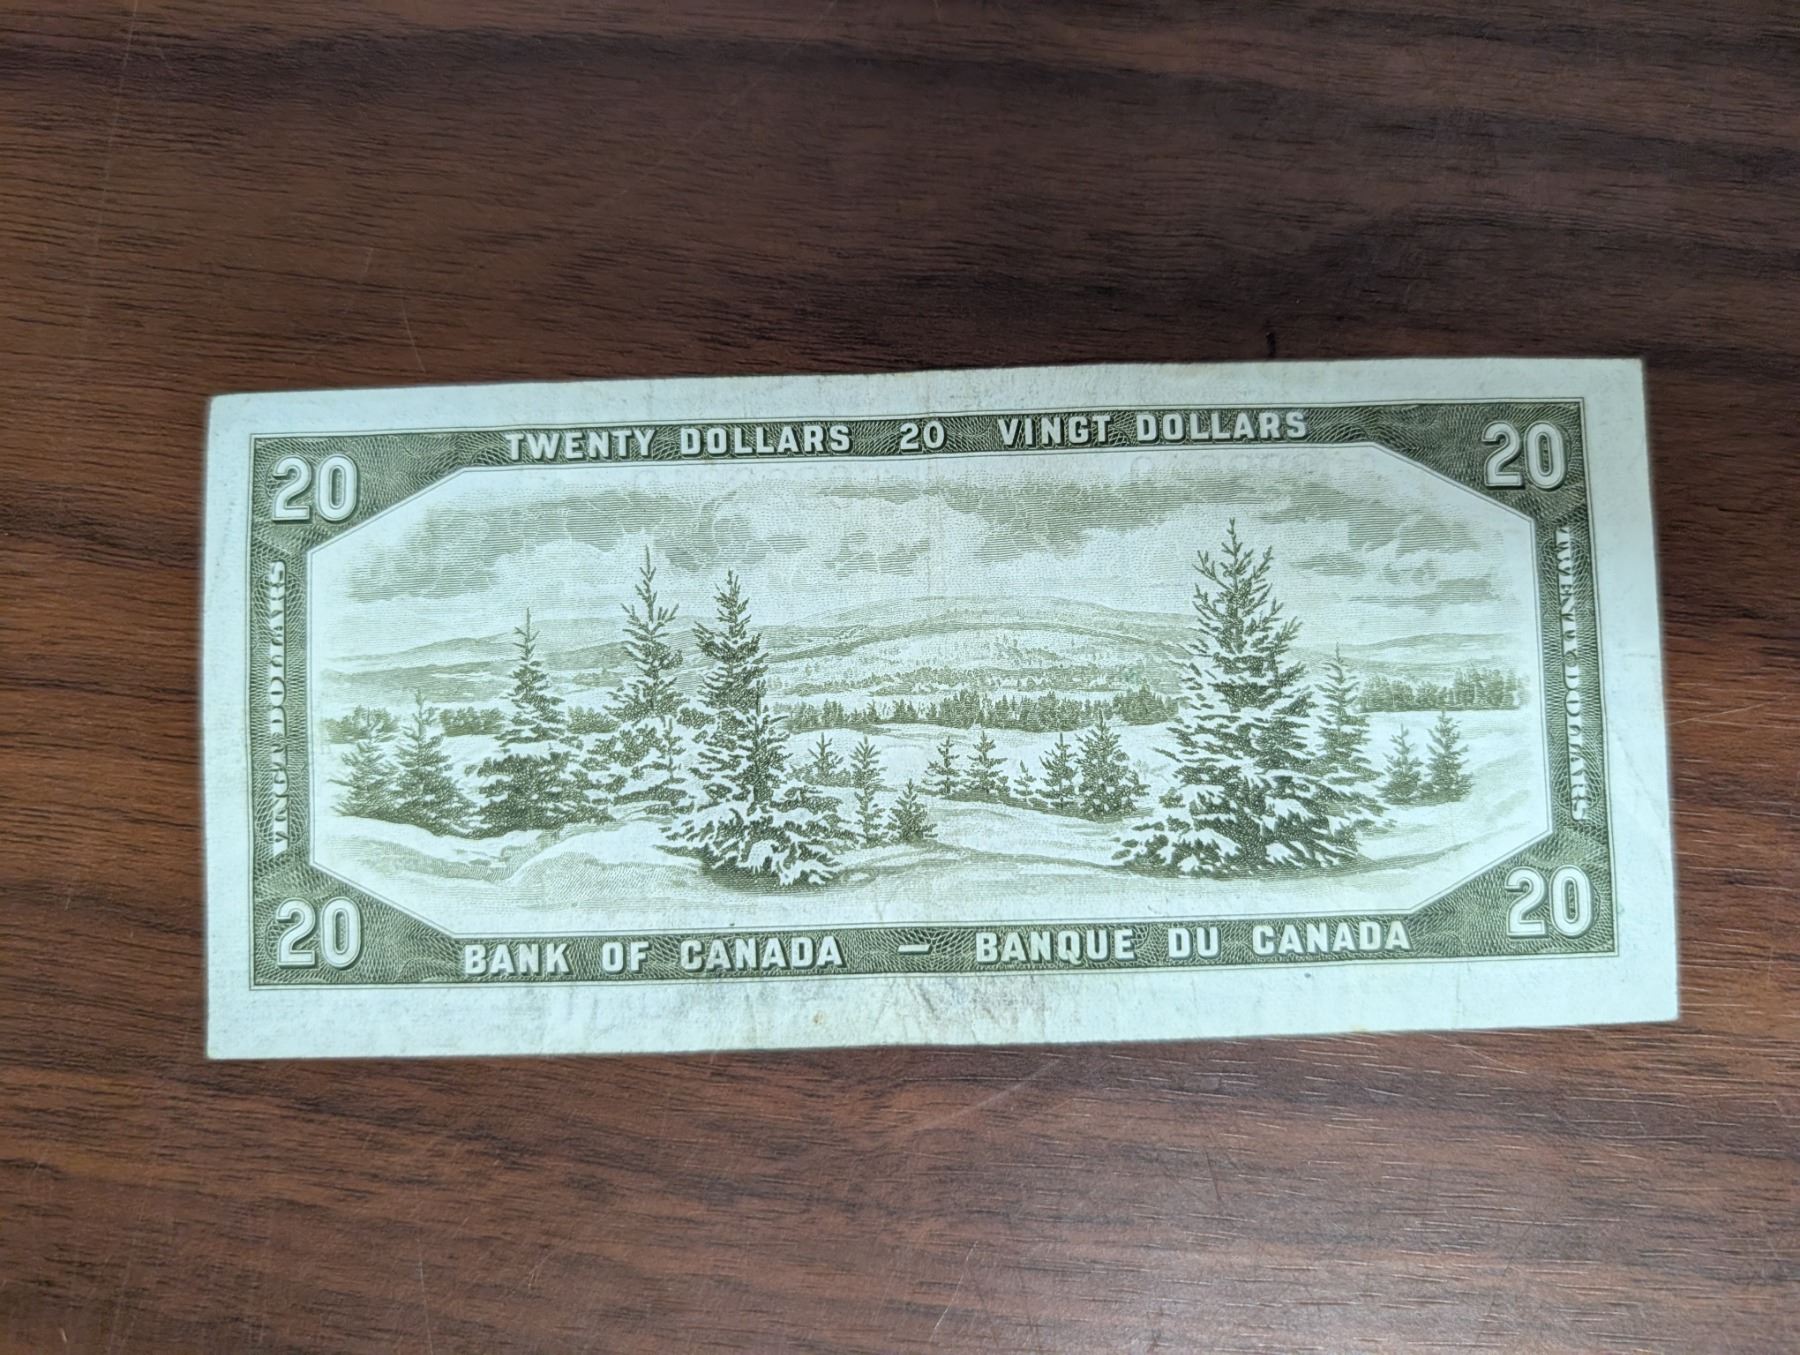 TWENTY DOLLARS 20 VINGT DOLLARS
20
20
VINGT DOLLARS
TWENTY DOLLARS
20
20
BANK OF CANADA — BANQUE DU CANADA